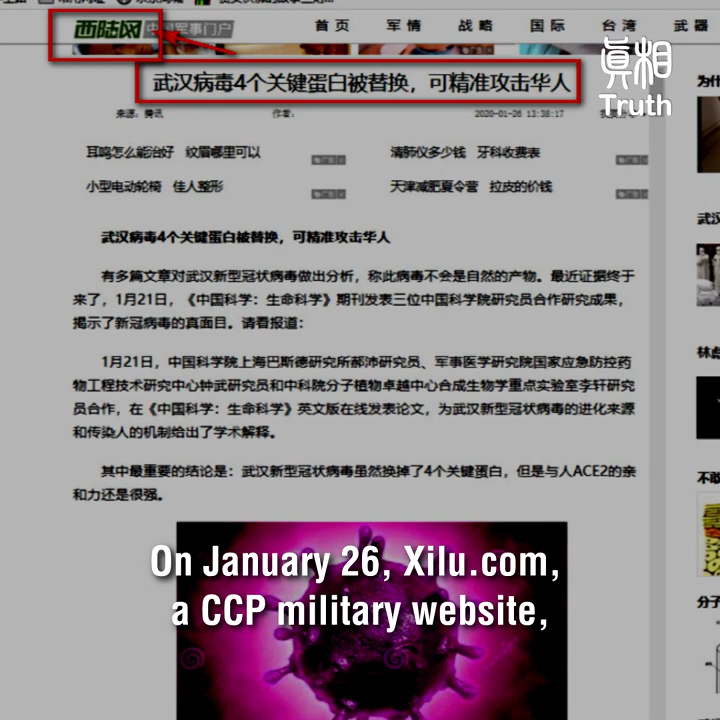 西陆网 中国军事门户
首页 军情 战略 国际 台湾 武器
真相
Truth
武汉病毒4个关键蛋白被替换，可精准攻击华人
来源：腾讯 作者： 2020-01-26 13:38:17
耳鸣怎么能治好 纹眉哪里可以 清肺仪多少钱 牙科收费表
小型电动轮椅 佳人整形 天津减肥夏令营 拉皮的价钱
武汉病毒4个关键蛋白被替换，可精准攻击华人
有多篇文章对武汉新型冠状病毒做出分析，称此病毒不会是自然的产物。最近证据终于
来了，1月21日，《中国科学：生命科学》期刊发表三位中国科学院研究员合作研究成果，
揭示了新冠病毒的真面目。请看报道：
1月21日，中国科学院上海巴斯德研究所郝沛研究员、军事医学研究院国家应急防控药
物工程技术研究中心钟武研究员和中科院分子植物卓越中心合成生物学重点实验室李轩研究
员合作，在《中国科学：生命科学》英文版在线发表论文，为武汉新型冠状病毒的进化来源
和传染人的机制给出了学术解释。
其中最重要的结论是：武汉新型冠状病毒虽然换掉了4个关键蛋白，但是与人ACE2的亲
和力还是很强。
On January 26, Xilu.com,
a CCP military website,
为什
武汉
林彪
不敢
分子